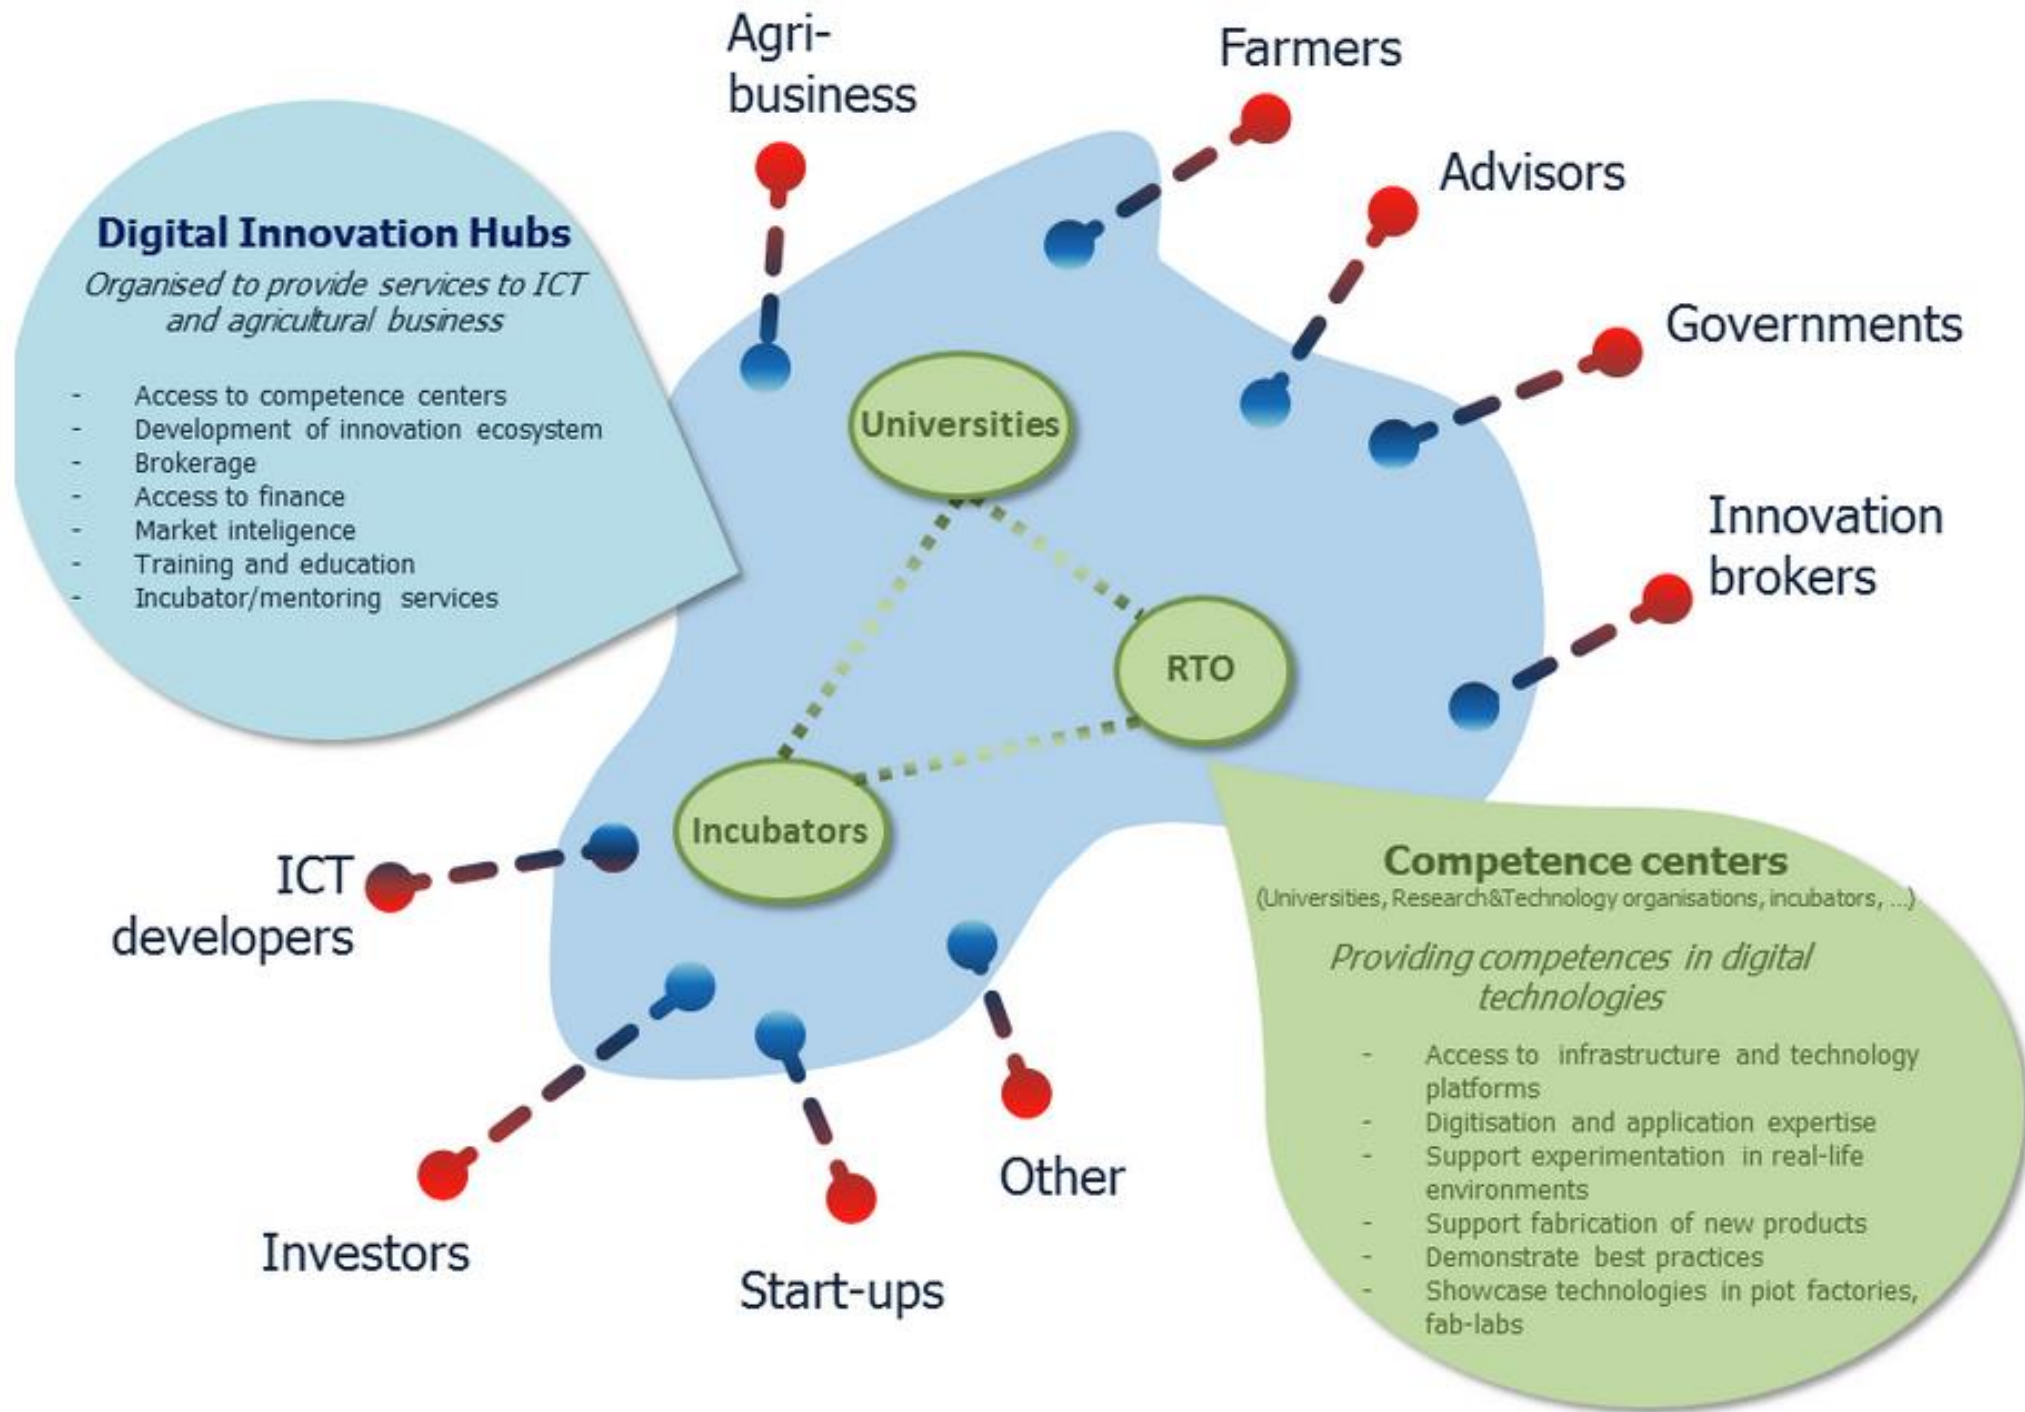 Agri-
business
Farmers
Advisors
Governments
Innovation
brokers
Digital Innovation Hubs
Organised to provide services to ICT
and agricultural business
- Access to competence centers
- Development of innovation ecosystem
- Brokerage
- Access to finance
- Market inteligence
- Training and education
- Incubator/mentoring services
Universities
RTO
Incubators
ICT
developers
Investors
Start-ups
Other
Competence centers
(Universities, Research&Technology organisations, incubators, ...)
Providing competences in digital
technologies
- Access to infrastructure and technology
platforms
- Digitisation and application expertise
- Support experimentation in real-life
environments
- Support fabrication of new products
- Demonstrate best practices
- Showcase technologies in piot factories,
fab-labs